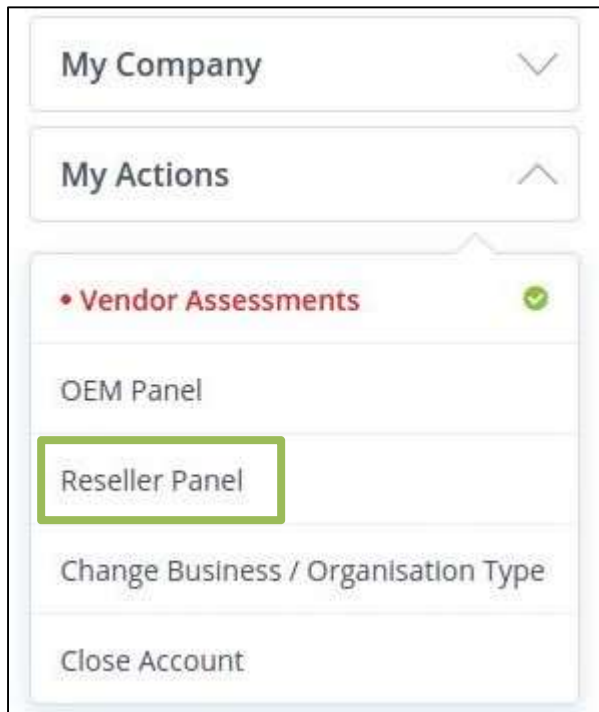 My Company
My Actions
• Vendor Assessments
OEM Panel
Reseller Panel
Change Business / Organisation Type
Close Account